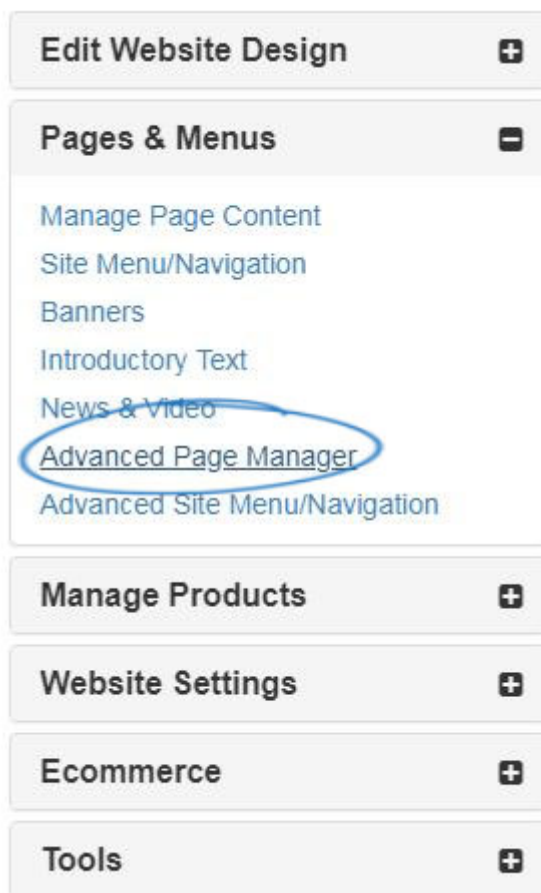 Edit Website Design
Pages & Menus
Manage Page Content
Site Menu/Navigation
Banners
Introductory Text
News & Video
Advanced Page Manager
Advanced Site Menu/Navigation
Manage Products
Website Settings
Ecommerce
Tools